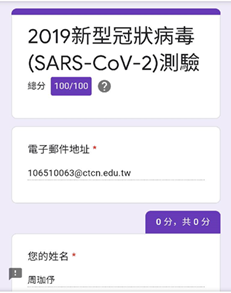 2019新型冠狀病毒
(SARS-CoV-2)測驗
總分 100/100 ?
電子郵件地址 *
106510063@ctcn.edu.tw
0 分，共 0 分
您的姓名 *
周珈伃